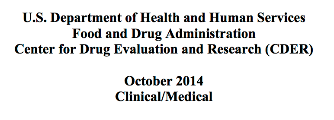 U.S. Department of Health and Human Services
Food and Drug Administration
Center for Drug Evaluation and Research (CDER)
October 2014
Clinical/Medical